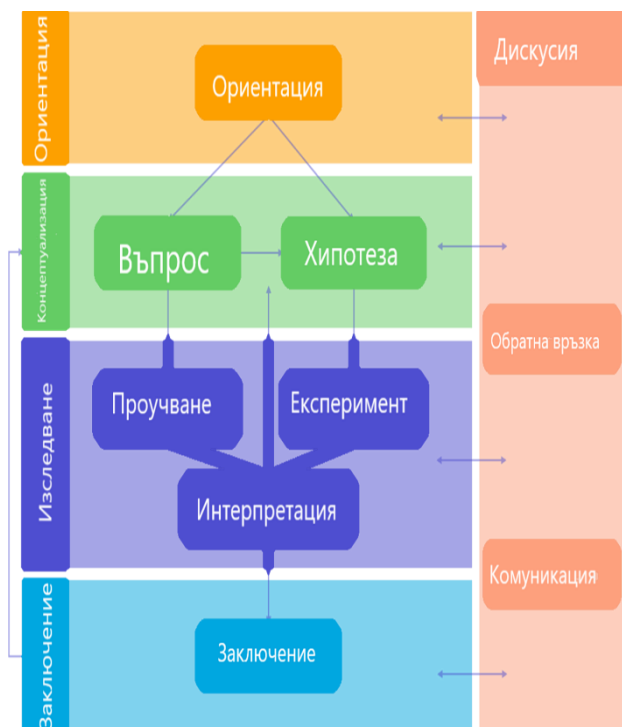 Ориентация
Ориентация
Дискусия
Концептуализация
Въпрос
Хипотеза
Обратна връзка
Изследване
Проучване
Експеримент
Интерпретация
Комуникация
Заключение
Заключение